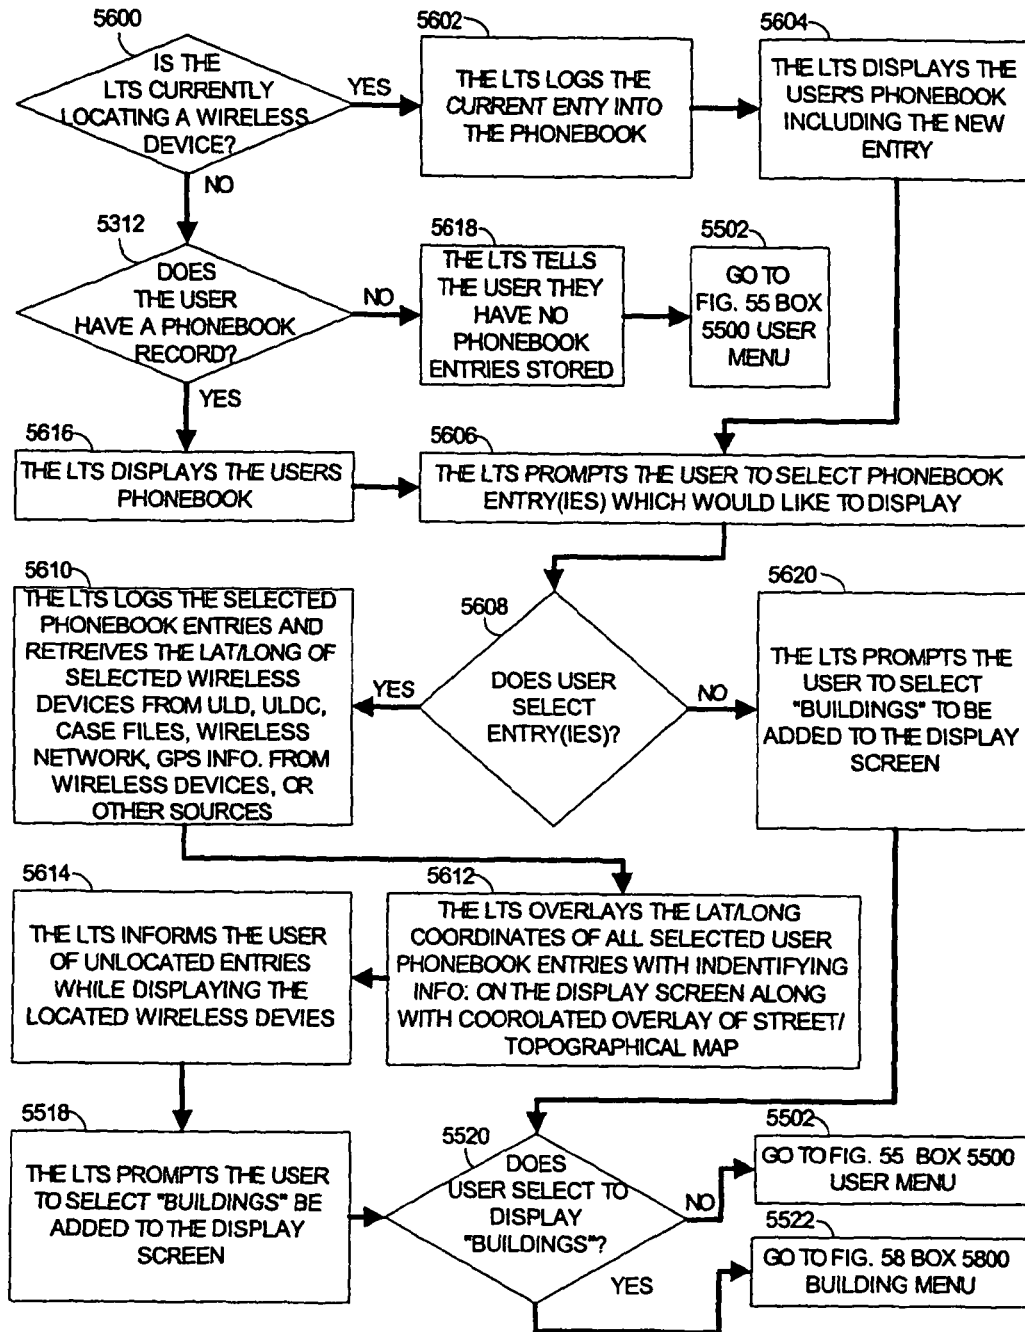 5600
IS THE
LTS CURRENTLY
LOCATING A WIRELESS
DEVICE?
YES
NO
5602
THE LTS LOGS THE
CURRENT ENTY INTO
THE PHONEBOOK
5604
THE LTS DISPLAYS THE
USER'S PHONEBOOK
INCLUDING THE NEW
ENTRY
5312
DOES
THE USER
HAVE A PHONEBOOK
RECORD?
NO
YES
5618
THE LTS TELLS
THE USER THEY
HAVE NO
PHONEBOOK
ENTRIES STORED
5502
GO TO
FIG. 55 BOX
5500 USER
MENU
5616
THE LTS DISPLAYS THE USERS
PHONEBOOK
5606
THE LTS PROMPTS THE USER TO SELECT PHONEBOOK
ENTRY(IES) WHICH WOULD LIKE TO DISPLAY
5610
THE LTS LOGS THE SELECTED
PHONEBOOK ENTRIES AND
RETREIVES THE LAT/LONG OF
SELECTED WIRELESS
DEVICES FROM ULD, ULDC,
CASE FILES, WIRELESS
NETWORK, GPS INFO. FROM
WIRELESS DEVICES, OR
OTHER SOURCES
5608
DOES USER
SELECT
ENTRY(IES)?
YES
NO
5620
THE LTS PROMPTS THE
USER TO SELECT
"BUILDINGS" TO BE
ADDED TO THE DISPLAY
SCREEN
5614
THE LTS INFORMS THE USER
OF UNLOCATED ENTRIES
WHILE DISPLAYING THE
LOCATED WIRELESS DEVIES
5612
THE LTS OVERLAYS THE LAT/LONG
COORDINATES OF ALL SELECTED USER
PHONEBOOK ENTRIES WITH INDENTIFYING
INFO: ON THE DISPLAY SCREEN ALONG
WITH COOROLATED OVERLAY OF STREET/
TOPOGRAPHICAL MAP
5518
THE LTS PROMPTS THE USER
TO SELECT "BUILDINGS" BE
ADDED TO THE DISPLAY
SCREEN
5520
DOES
USER SELECT TO
DISPLAY
"BUILDINGS"?
NO
YES
5502
GO TO FIG. 55 BOX 5500
USER MENU
5522
GO TO FIG. 58 BOX 5800
BUILDING MENU